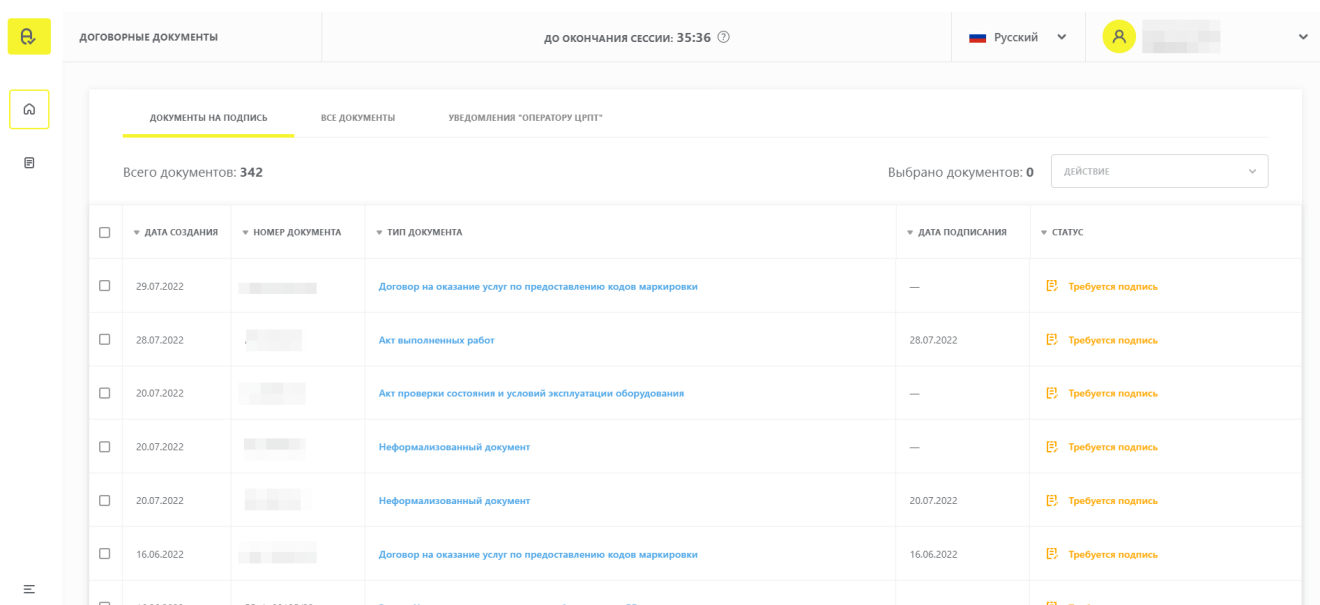 ДОГОВОРНЫЕ ДОКУМЕНТЫ ДО ОКОНЧАНИЯ СЕССИИ: 35:36 Русский
ДОКУМЕНТЫ НА ПОДПИСЬ ВСЕ ДОКУМЕНТЫ УВЕДОМЛЕНИЯ "ОПЕРАТОРУ ЦРПТ"
Всего документов: 342 Выбрано документов: 0 ДЕЙСТВИЕ
ДАТА СОЗДАНИЯ НОМЕР ДОКУМЕНТА ТИП ДОКУМЕНТА ДАТА ПОДПИСАНИЯ СТАТУС
29.07.2022 Договор на оказание услуг по предоставлению кодов маркировки — Требуется подпись
28.07.2022 Акт выполненных работ 28.07.2022 Требуется подпись
20.07.2022 Акт проверки состояния и условий эксплуатации оборудования — Требуется подпись
20.07.2022 Неформализованный документ — Требуется подпись
20.07.2022 Неформализованный документ 20.07.2022 Требуется подпись
16.06.2022 Договор на оказание услуг по предоставлению кодов маркировки 16.06.2022 Требуется подпись